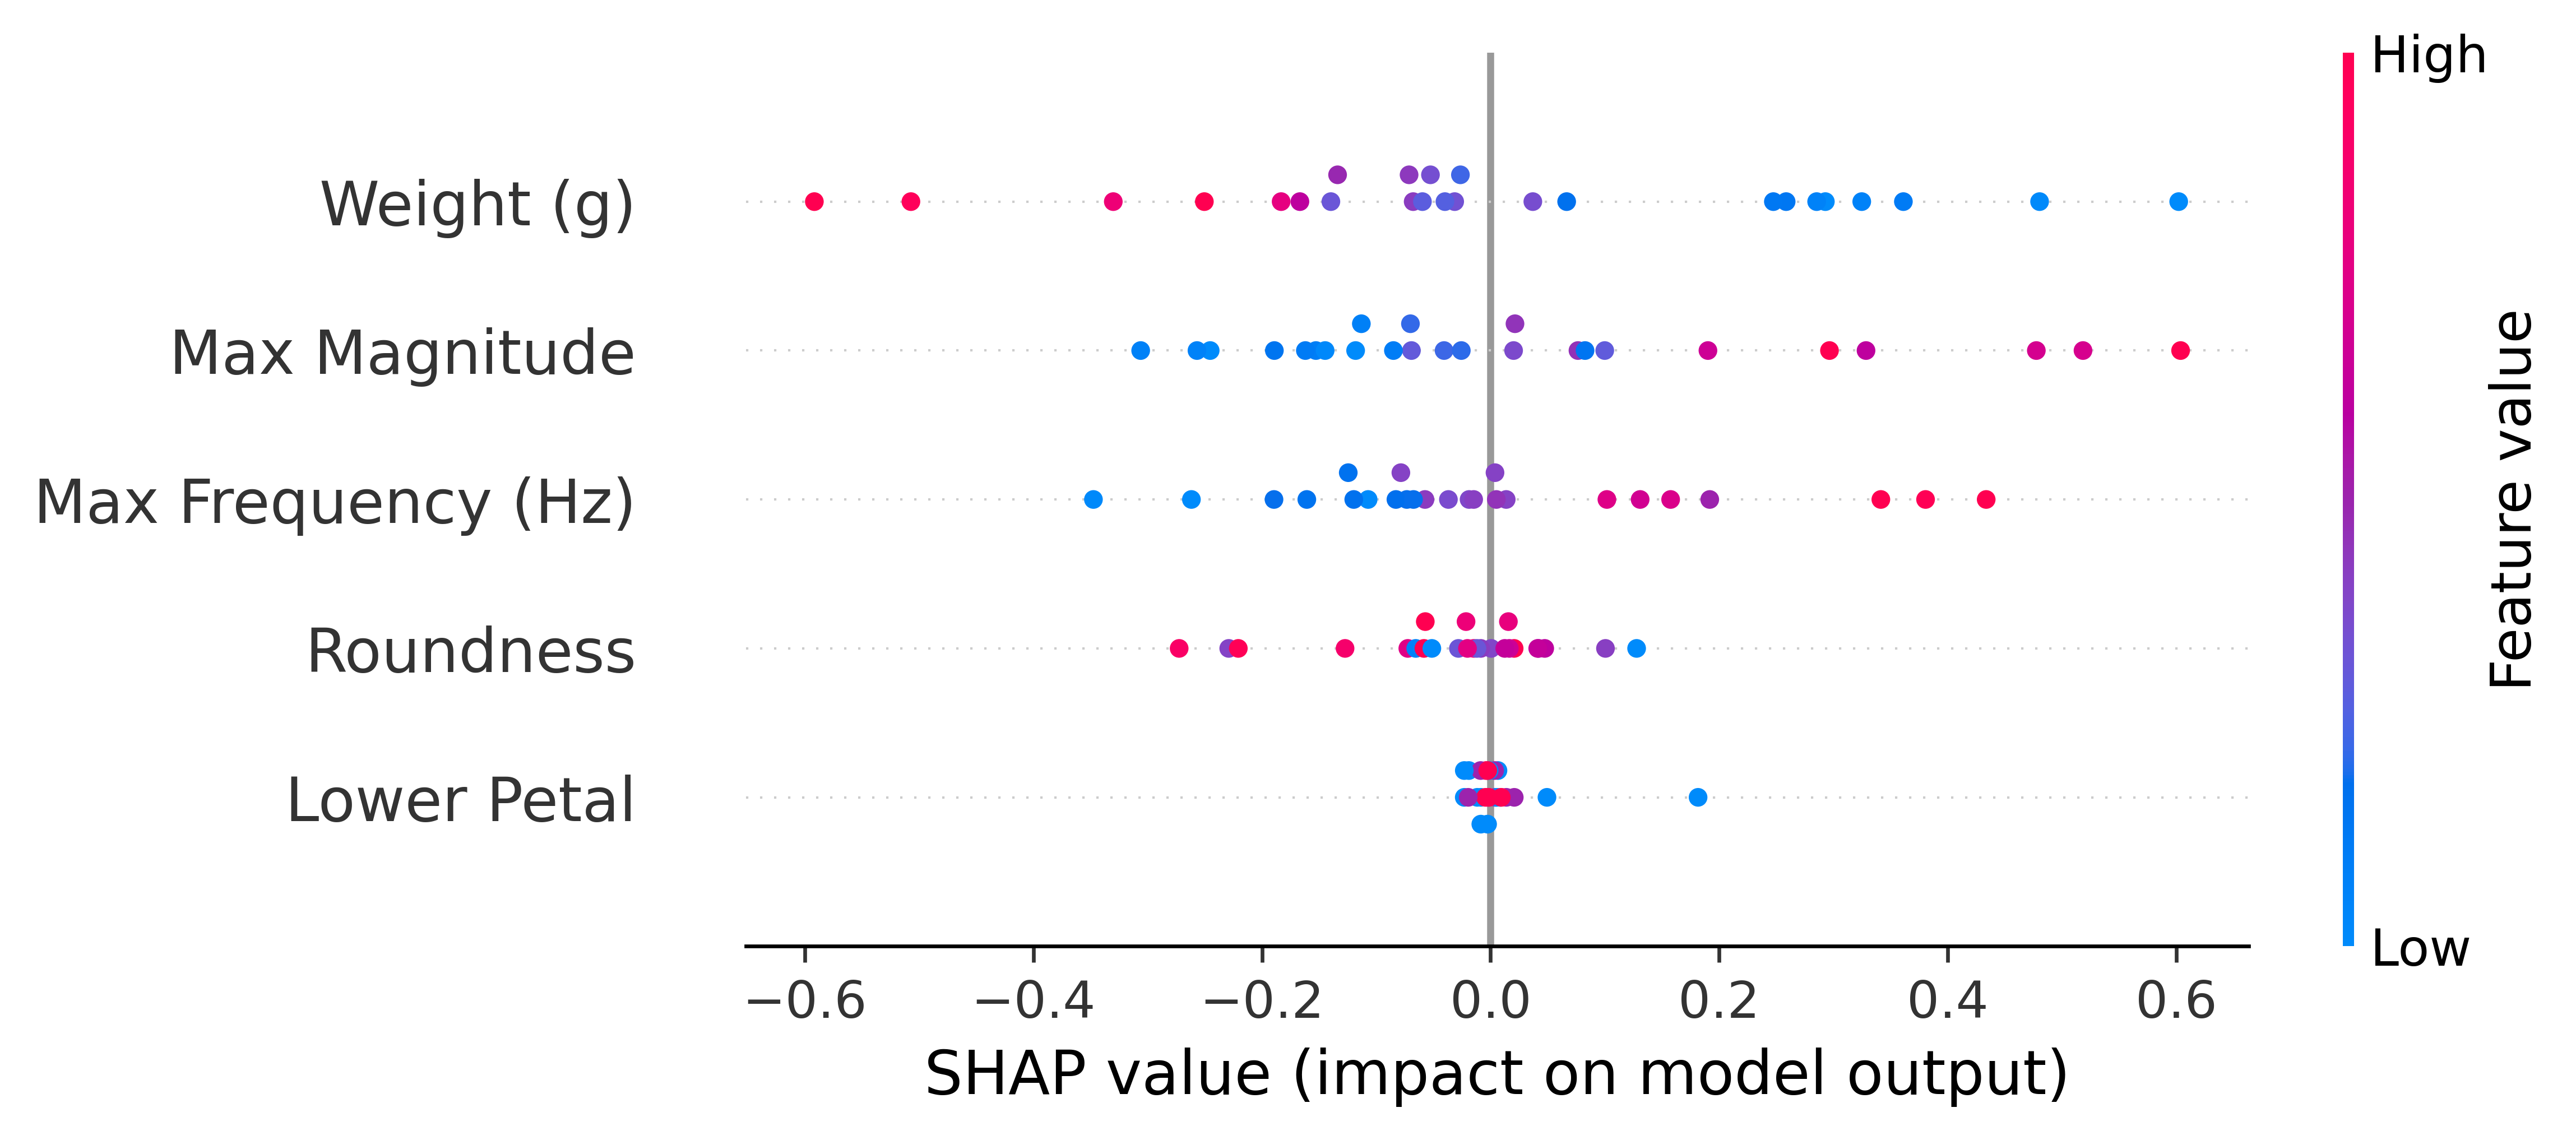 High
Weight (g)
Max Magnitude
Max Frequency (Hz)
Roundness
Lower Petal
Feature value
Low
−0.6 −0.4 −0.2 0.0 0.2 0.4 0.6
SHAP value (impact on model output)